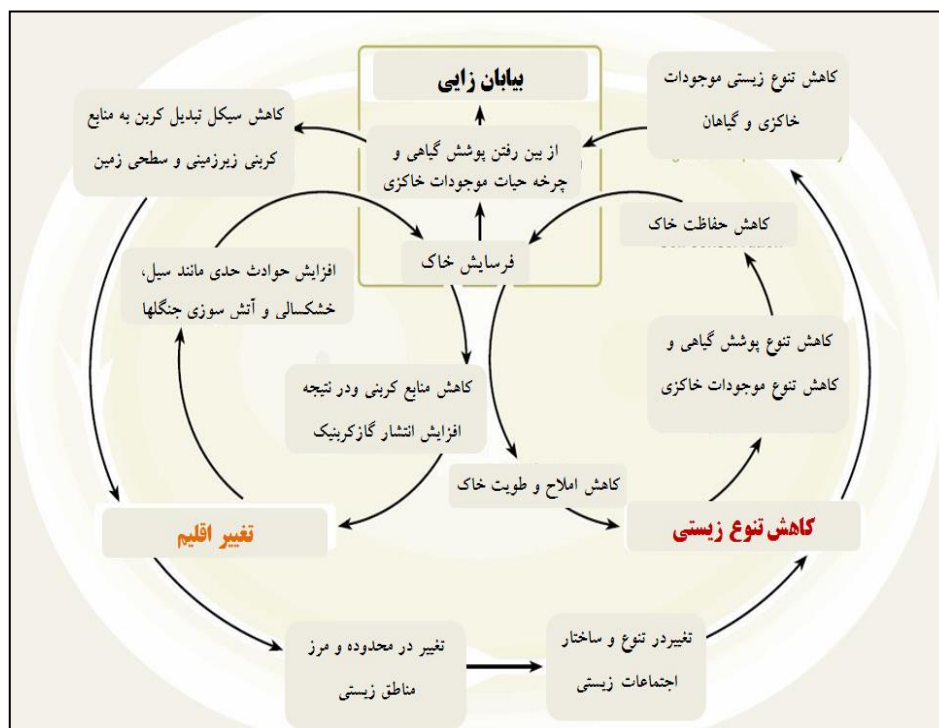 بیابان زایی
کاهش تنوع زیستی موجودات
خاکزی و گیاهان
کاهش سیکل تبدیل کربن به منابع
کربنی زیرزمینی و سطحی زمین
از بین رفتن پوشش گیاهی و
چرخه حیات موجودات خاکزی
کاهش حفاظت خاک
فرسایش خاک
افزایش حوادث حدی مانند سیل،
خشکسالی و آتش سوزی جنگلها
کاهش تنوع پوشش گیاهی و
کاهش تنوع موجودات خاکزی
کاهش منابع کربنی ودر نتیجه
افزایش انتشار گازکربنیک
کاهش املاح و طوبت خاک
تغییر اقلیم
کاهش تنوع زیستی
تغییر در محدوده و مرز
مناطق زیستی
تغییردر تنوع و ساختار
اجتماعات زیستی